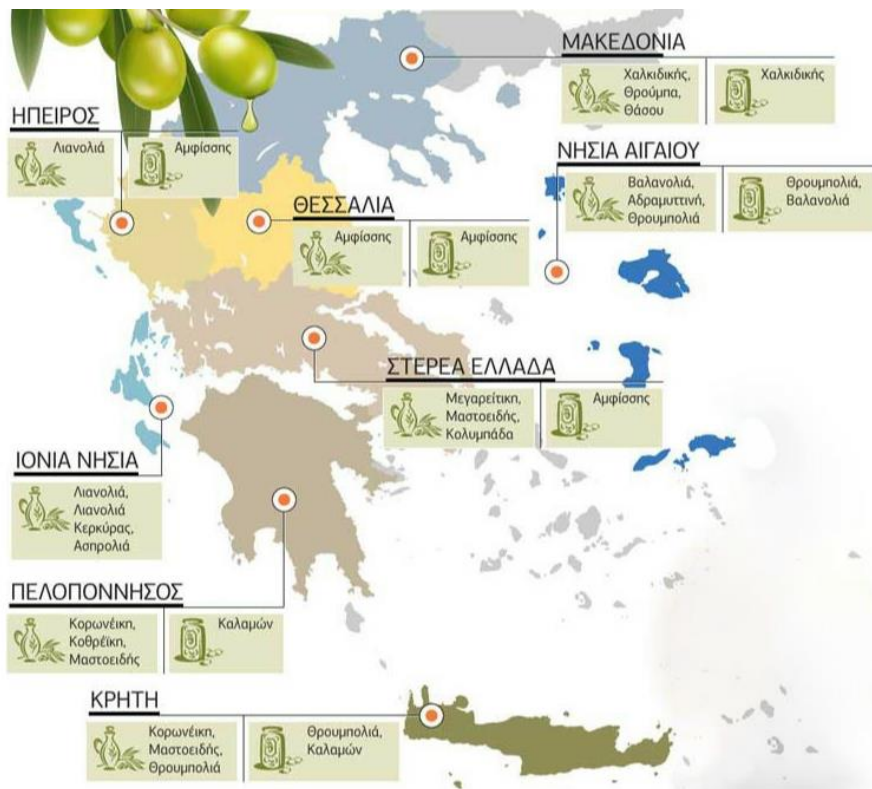 ΜΑΚΕΔΟΝΙΑ
Χαλκιδικής,
Θρούμπα,
Θάσου
Χαλκιδικής
ΗΠΕΙΡΟΣ
Λιανολιά
Αμφίσσης
ΝΗΣΙΑ ΑΙΓΑΙΟΥ
Βαλανολιά,
Αδραμυττινή,
Θρουμπολιά
Θρουμπολιά,
Βαλανολιά
ΘΕΣΣΑΛΙΑ
Αμφίσσης
Αμφίσσης
ΣΤΕΡΕΑ ΕΛΛΑΔΑ
Μεγαρείτικη,
Μαστοειδής,
Κολυμπάδα
Αμφίσσης
ΙΟΝΙΑ ΝΗΣΙΑ
Λιανολιά,
Λιανολιά
Κερκύρας,
Ασπρολιά
ΠΕΛΟΠΟΝΝΗΣΟΣ
Κορωνέικη,
Κοθρέϊκη,
Μαστοειδής
Καλαμών
ΚΡΗΤΗ
Κορωνέικη,
Μαστοειδής,
Θρουμπολιά
Θρουμπολιά,
Καλαμών